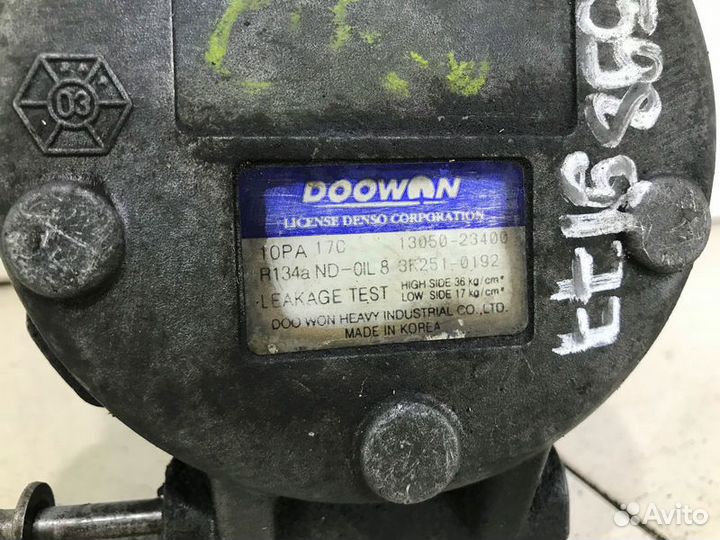 03
DOOWON
LICENSE DENSO CORPORATION
10PA 17C 13050-23400
R134a ND-OIL 8 3K251-0192
LEAKAGE TEST HIGH SIDE 36 kg/cm²
LOW SIDE 17 kg/cm²
DOO WON HEAVY INDUSTRIAL CO.,LTD.
MADE IN KOREA
Avito